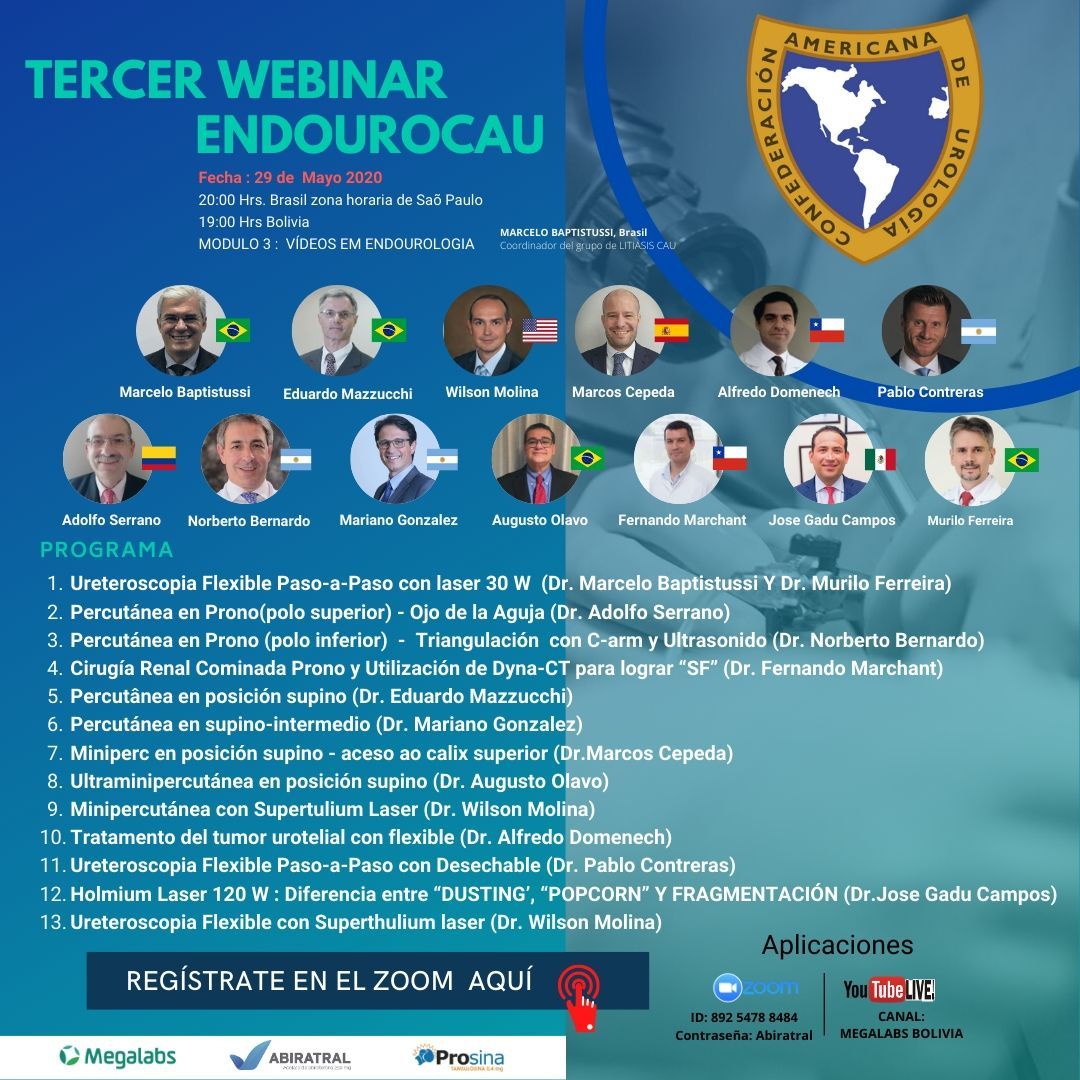 TERCER WEBINAR
ENDOUROCAU
Fecha : 29 de Mayo 2020
20:00 Hrs. Brasil zona horaria de Saõ Paulo
19:00 Hrs Bolivia
MODULO 3 : VÍDEOS EM ENDOUROLOGIA
MARCELO BAPTISTUSSI, Brasil
Coordinador del grupo de LITIASIS CAU
CONFEDERACIÓN AMERICANA DE UROLOGÍA
Marcelo Baptistussi
Eduardo Mazzucchi
Wilson Molina
Marcos Cepeda
Alfredo Domenech
Pablo Contreras
Adolfo Serrano
Norberto Bernardo
Mariano Gonzalez
Augusto Olavo
Fernando Marchant
Jose Gadu Campos
Murilo Ferreira
PROGRAMA
1. Ureteroscopia Flexible Paso-a-Paso con laser 30 W (Dr. Marcelo Baptistussi Y Dr. Murilo Ferreira)
2. Percutánea en Prono(polo superior) - Ojo de la Aguja (Dr. Adolfo Serrano)
3. Percutánea en Prono (polo inferior) - Triangulación con C-arm y Ultrasonido (Dr. Norberto Bernardo)
4. Cirugía Renal Cominada Prono y Utilización de Dyna-CT para lograr “SF” (Dr. Fernando Marchant)
5. Percutânea en posición supino (Dr. Eduardo Mazzucchi)
6. Percutánea en supino-intermedio (Dr. Mariano Gonzalez)
7. Miniperc en posición supino - aceso ao calix superior (Dr.Marcos Cepeda)
8. Ultraminipercutánea en posición supino (Dr. Augusto Olavo)
9. Minipercutánea con Supertulium Laser (Dr. Wilson Molina)
10. Tratamento del tumor urotelial con flexible (Dr. Alfredo Domenech)
11. Ureteroscopia Flexible Paso-a-Paso con Desechable (Dr. Pablo Contreras)
12. Holmium Laser 120 W : Diferencia entre “DUSTING’, “POPCORN” Y FRAGMENTACIÓN (Dr.Jose Gadu Campos)
13. Ureteroscopia Flexible con Superthulium laser (Dr. Wilson Molina)
REGÍSTRATE EN EL ZOOM AQUÍ
Aplicaciones
zoom
ID: 892 5478 8484
Contraseña: Abiratral
YouTube LIVE!
CANAL:
MEGALABS BOLIVIA
Megalabs
ABIRATRAL
Acetato de abiraterona 250 mg
Prosina
TAMSULOSINA 0.4 mg